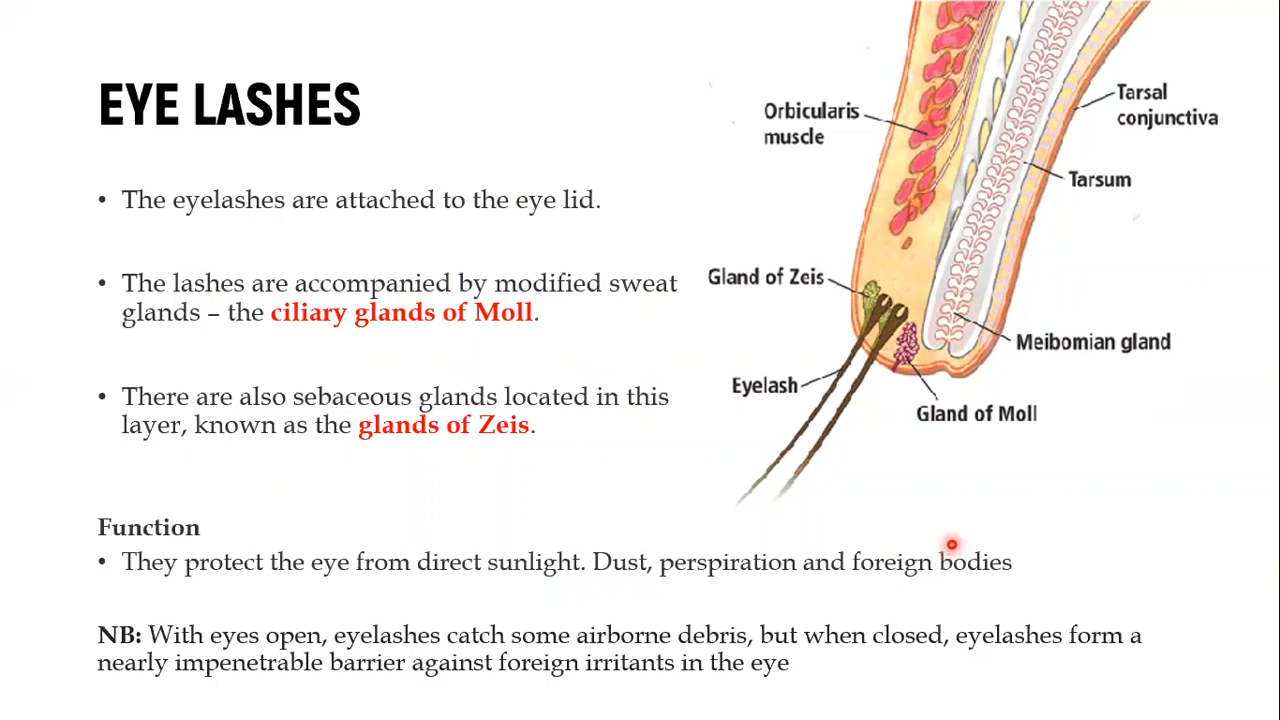 EYE LASHES
• The eyelashes are attached to the eye lid.
• The lashes are accompanied by modified sweat
glands – the ciliary glands of Moll.
• There are also sebaceous glands located in this
layer, known as the glands of Zeis.
Function
• They protect the eye from direct sunlight. Dust, perspiration and foreign bodies
NB: With eyes open, eyelashes catch some airborne debris, but when closed, eyelashes form a
nearly impenetrable barrier against foreign irritants in the eye
Orbicularis
muscle
Tarsal
conjunctiva
Tarsum
Gland of Zeis
Meibomian gland
Eyelash
Gland of Moll